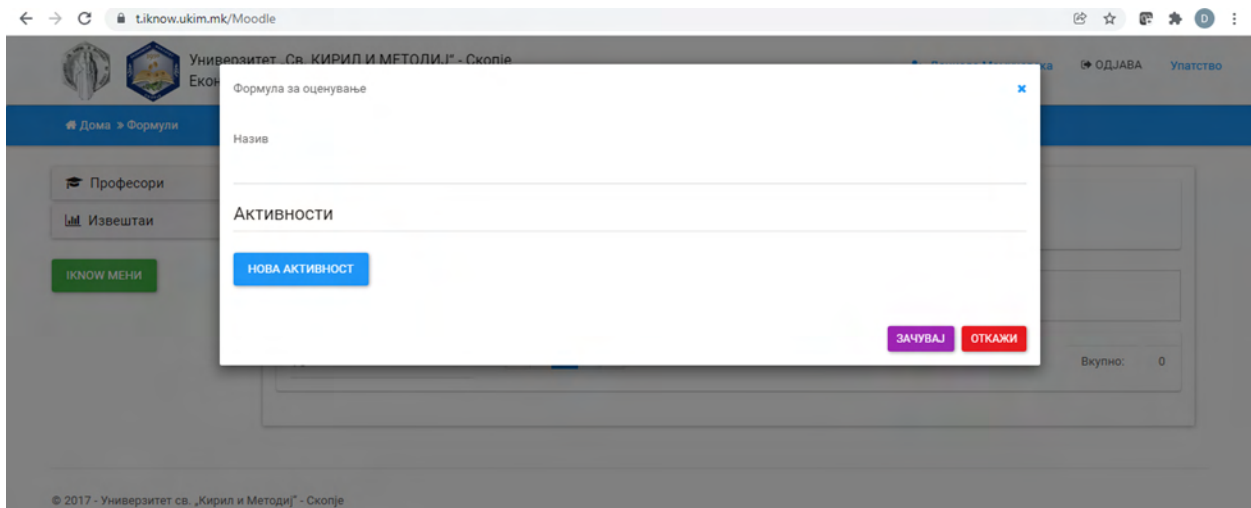 t.iknow.ukim.mk/Moodle
D
Универзитет „Св. КИРИЛ И МЕТОДИЈ" - Скопје
Екон
ОДЈАВА
Упатство
Дома » Формули
Формула за оценување
Назив
Професори
Извештаи
Активности
IKNOW МЕНИ
НОВА АКТИВНОСТ
ЗАЧУВАЈ
ОТКАЖИ
Вкупно: 0
© 2017 - Универзитет св. „Кирил и Методиј" - Скопје